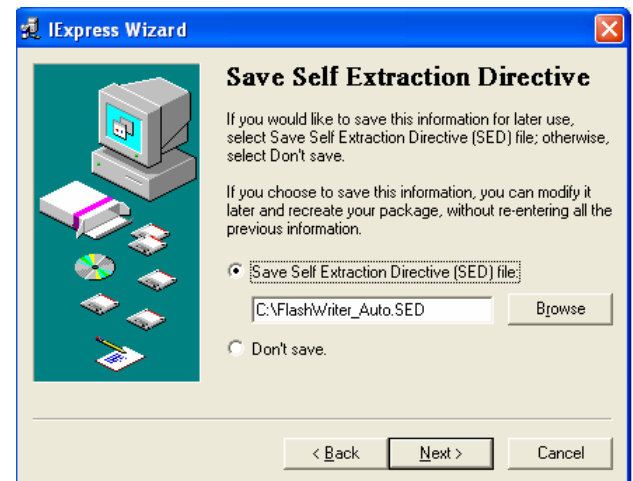 IExpress Wizard
Save Self Extraction Directive
If you would like to save this information for later use,
select Save Self Extraction Directive (SED) file; otherwise,
select Don't save.
If you choose to save this information, you can modify it
later and recreate your package, without re-entering all the
previous information.
Save Self Extraction Directive (SED) file:
C:\FlashWriter_Auto.SED
Browse
Don't save.
< Back
Next >
Cancel